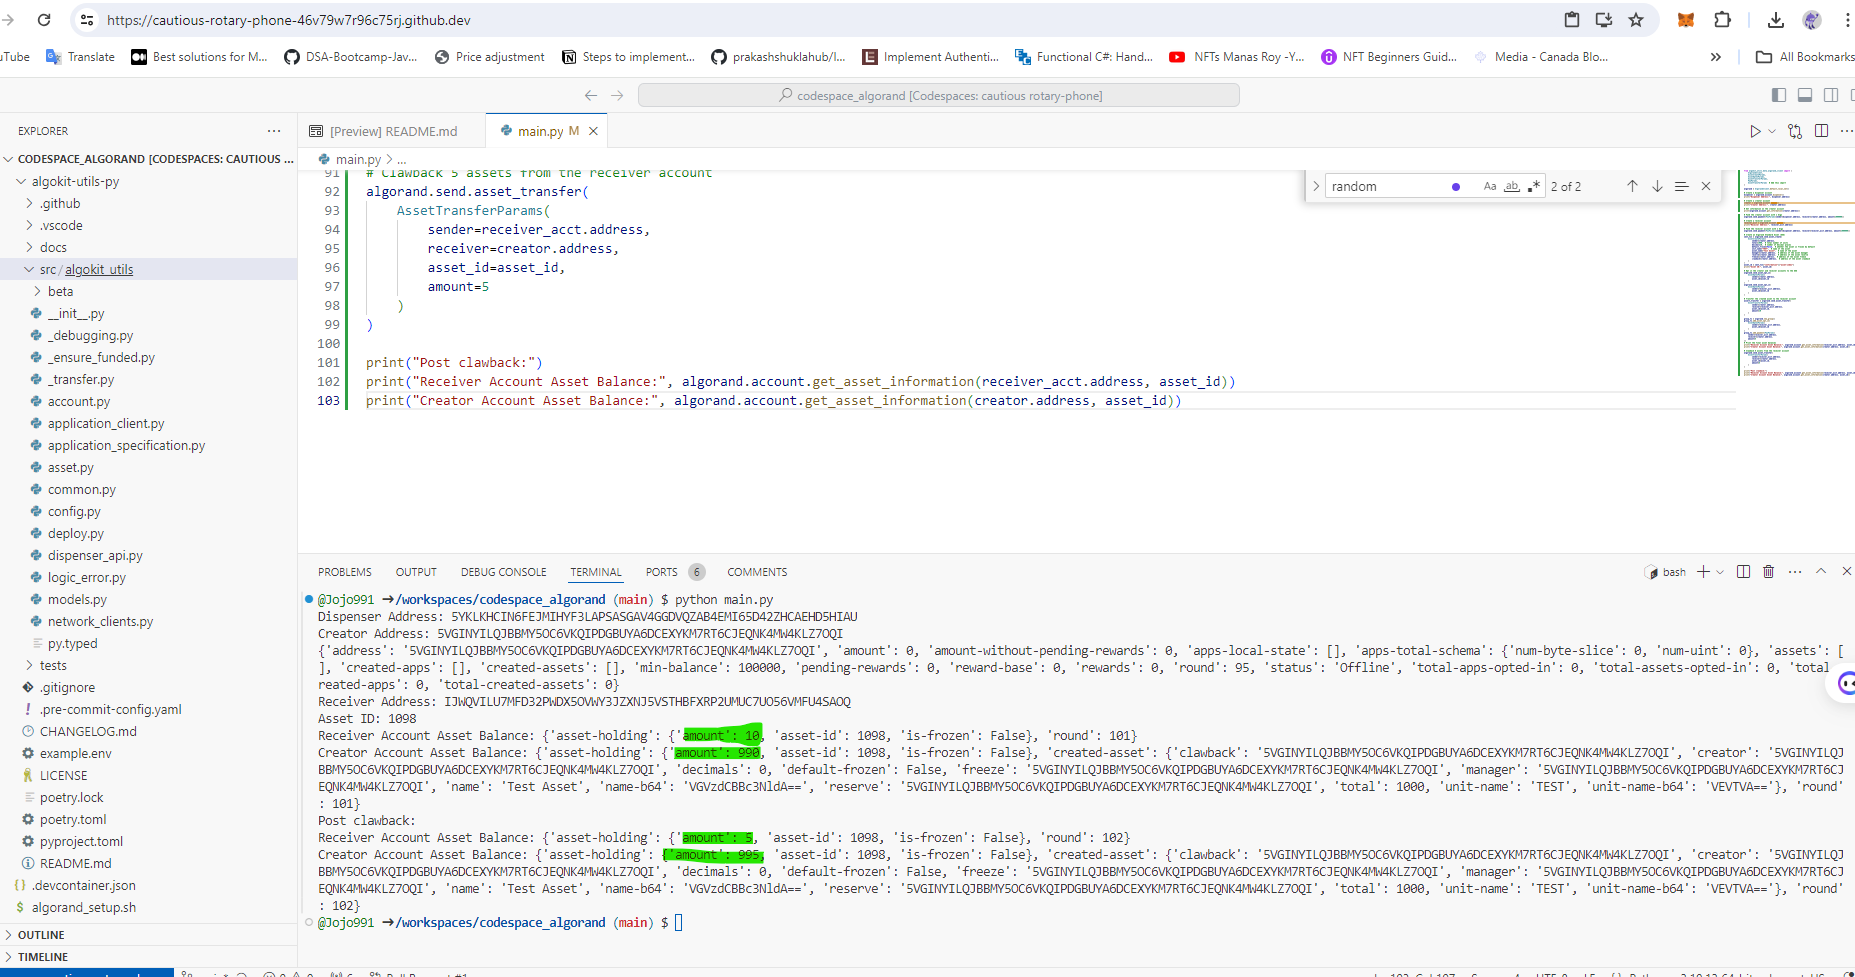 https://cautious-rotary-phone-46v79w7r96c75rj.github.dev
uTube Translate Best solutions for M... DSA-Bootcamp-Jav... Price adjustment Steps to implement... prakashshuklahub/l... Implement Authenti... Functional C#: Hand... NFTs Manas Roy -Y... NFT Beginners Guid... Media - Canada Blo... » All Bookmarks
codespace_algorand [Codespaces: cautious rotary-phone]
EXPLORER
[Preview] README.md
main.py M
CODESPACE_ALGORAND [CODESPACES: CAUTIOUS ...
algokit-utils-py
.github
.vscode
docs
src/algokit_utils
beta
__init__.py
_debugging.py
_ensure_funded.py
_transfer.py
account.py
application_client.py
application_specification.py
asset.py
common.py
config.py
deploy.py
dispenser_api.py
logic_error.py
models.py
network_clients.py
py.typed
tests
.gitignore
.pre-commit-config.yaml
CHANGELOG.md
example.env
LICENSE
poetry.lock
poetry.toml
pyproject.toml
README.md
.devcontainer.json
algorand_setup.sh
OUTLINE
TIMELINE
main.py > ...
random Aa ab 2 of 2
91 # Clawback 5 assets from the receiver account
92 algorand.send.asset_transfer(
93 AssetTransferParams(
94 sender=receiver_acct.address,
95 receiver=creator.address,
96 asset_id=asset_id,
97 amount=5
98 )
99 )
100
101 print("Post clawback:")
102 print("Receiver Account Asset Balance:", algorand.account.get_asset_information(receiver_acct.address, asset_id))
103 print("Creator Account Asset Balance:", algorand.account.get_asset_information(creator.address, asset_id))
PROBLEMS OUTPUT DEBUG CONSOLE TERMINAL PORTS 6 COMMENTS
bash
@Jojo991 →/workspaces/codespace_algorand (main) $ python main.py
Dispenser Address: 5YKLKHCIN6FEJMIHYF3LAPSASGAV4GGDVQZAB4EMI65D42ZHCAEHD5HIAU
Creator Address: 5VGINYILQJBBMY5OC6VKQIPDGBUYA6DCEXYKM7RT6CJEQNK4MW4KLZ7OQI
{'address': '5VGINYILQJBBMY5OC6VKQIPDGBUYA6DCEXYKM7RT6CJEQNK4MW4KLZ7OQI', 'amount': 0, 'amount-without-pending-rewards': 0, 'apps-local-state': [], 'apps-total-schema': {'num-byte-slice': 0, 'num-uint': 0}, 'assets': [
], 'created-apps': [], 'created-assets': [], 'min-balance': 100000, 'pending-rewards': 0, 'reward-base': 0, 'rewards': 0, 'round': 95, 'status': 'Offline', 'total-apps-opted-in': 0, 'total-assets-opted-in': 0, 'total
reated-apps': 0, 'total-created-assets': 0}
Receiver Address: IJWQVILU7MFD32PWDX5OVWY3JZXNJ5VSTHBFXRP2UMUC7UO56VMFU4SAOQ
Asset ID: 1098
Receiver Account Asset Balance: {'asset-holding': {'amount': 10, 'asset-id': 1098, 'is-frozen': False}, 'round': 101}
Creator Account Asset Balance: {'asset-holding': {'amount': 990, 'asset-id': 1098, 'is-frozen': False}, 'created-asset': {'clawback': '5VGINYILQJBBMY5OC6VKQIPDGBUYA6DCEXYKM7RT6CJEQNK4MW4KLZ7OQI', 'creator': '5VGINYILQJ
BBMY5OC6VKQIPDGBUYA6DCEXYKM7RT6CJEQNK4MW4KLZ7OQI', 'decimals': 0, 'default-frozen': False, 'freeze': '5VGINYILQJBBMY5OC6VKQIPDGBUYA6DCEXYKM7RT6CJEQNK4MW4KLZ7OQI', 'manager': '5VGINYILQJBBMY5OC6VKQIPDGBUYA6DCEXYKM7RT6CJ
EQNK4MW4KLZ7OQI', 'name': 'Test Asset', 'name-b64': 'VGVzdCBBc3NldA==', 'reserve': '5VGINYILQJBBMY5OC6VKQIPDGBUYA6DCEXYKM7RT6CJEQNK4MW4KLZ7OQI', 'total': 1000, 'unit-name': 'TEST', 'unit-name-b64': 'VEVTVA=='}, 'round'
: 101}
Post clawback:
Receiver Account Asset Balance: {'asset-holding': {'amount': 5, 'asset-id': 1098, 'is-frozen': False}, 'round': 102}
Creator Account Asset Balance: {'asset-holding': {'amount': 995, 'asset-id': 1098, 'is-frozen': False}, 'created-asset': {'clawback': '5VGINYILQJBBMY5OC6VKQIPDGBUYA6DCEXYKM7RT6CJEQNK4MW4KLZ7OQI', 'creator': '5VGINYILQJ
BBMY5OC6VKQIPDGBUYA6DCEXYKM7RT6CJEQNK4MW4KLZ7OQI', 'decimals': 0, 'default-frozen': False, 'freeze': '5VGINYILQJBBMY5OC6VKQIPDGBUYA6DCEXYKM7RT6CJEQNK4MW4KLZ7OQI', 'manager': '5VGINYILQJBBMY5OC6VKQIPDGBUYA6DCEXYKM7RT6CJ
EQNK4MW4KLZ7OQI', 'name': 'Test Asset', 'name-b64': 'VGVzdCBBc3NldA==', 'reserve': '5VGINYILQJBBMY5OC6VKQIPDGBUYA6DCEXYKM7RT6CJEQNK4MW4KLZ7OQI', 'total': 1000, 'unit-name': 'TEST', 'unit-name-b64': 'VEVTVA=='}, 'round'
: 102}
@Jojo991 →/workspaces/codespace_algorand (main) $